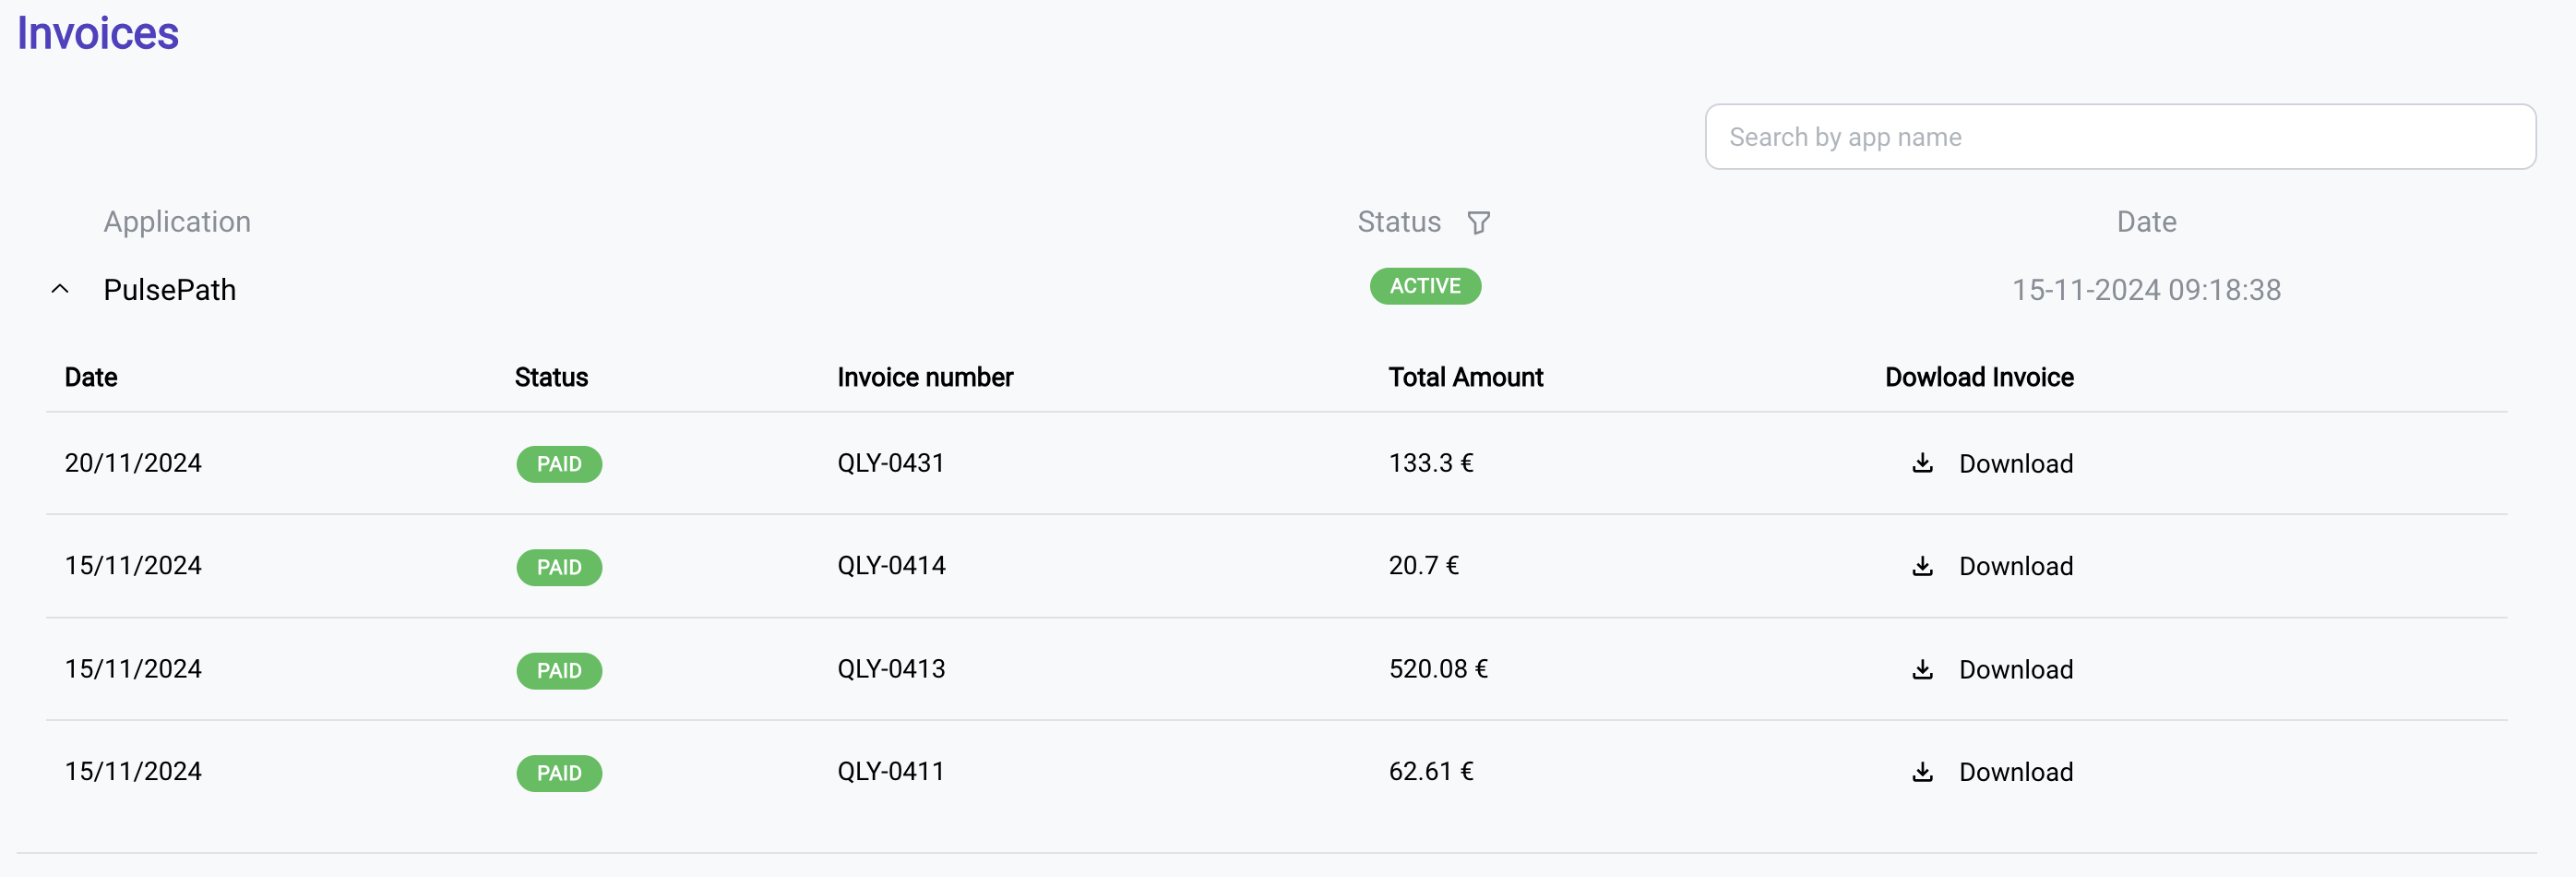 Invoices
Search by app name
Application Status Date
PulsePath ACTIVE 15-11-2024 09:18:38
Date Status Invoice number Total Amount Dowload Invoice
20/11/2024 PAID QLY-0431 133.3 € Download
15/11/2024 PAID QLY-0414 20.7 € Download
15/11/2024 PAID QLY-0413 520.08 € Download
15/11/2024 PAID QLY-0411 62.61 € Download